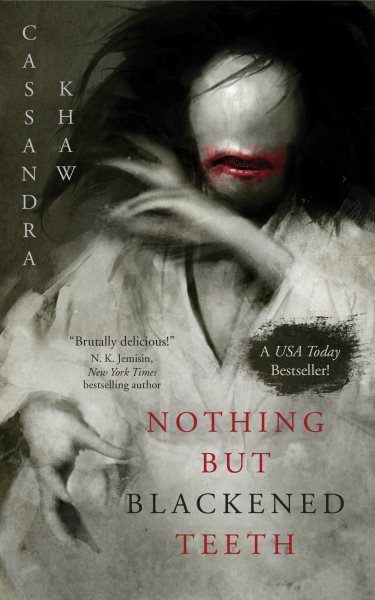 CASSANDRA
KHAW
“Brutally delicious!”
N. K. Jemisin,
New York Times
bestselling author
A USA Today
Bestseller!
NOTHING
BUT
BLACKENED
TEETH